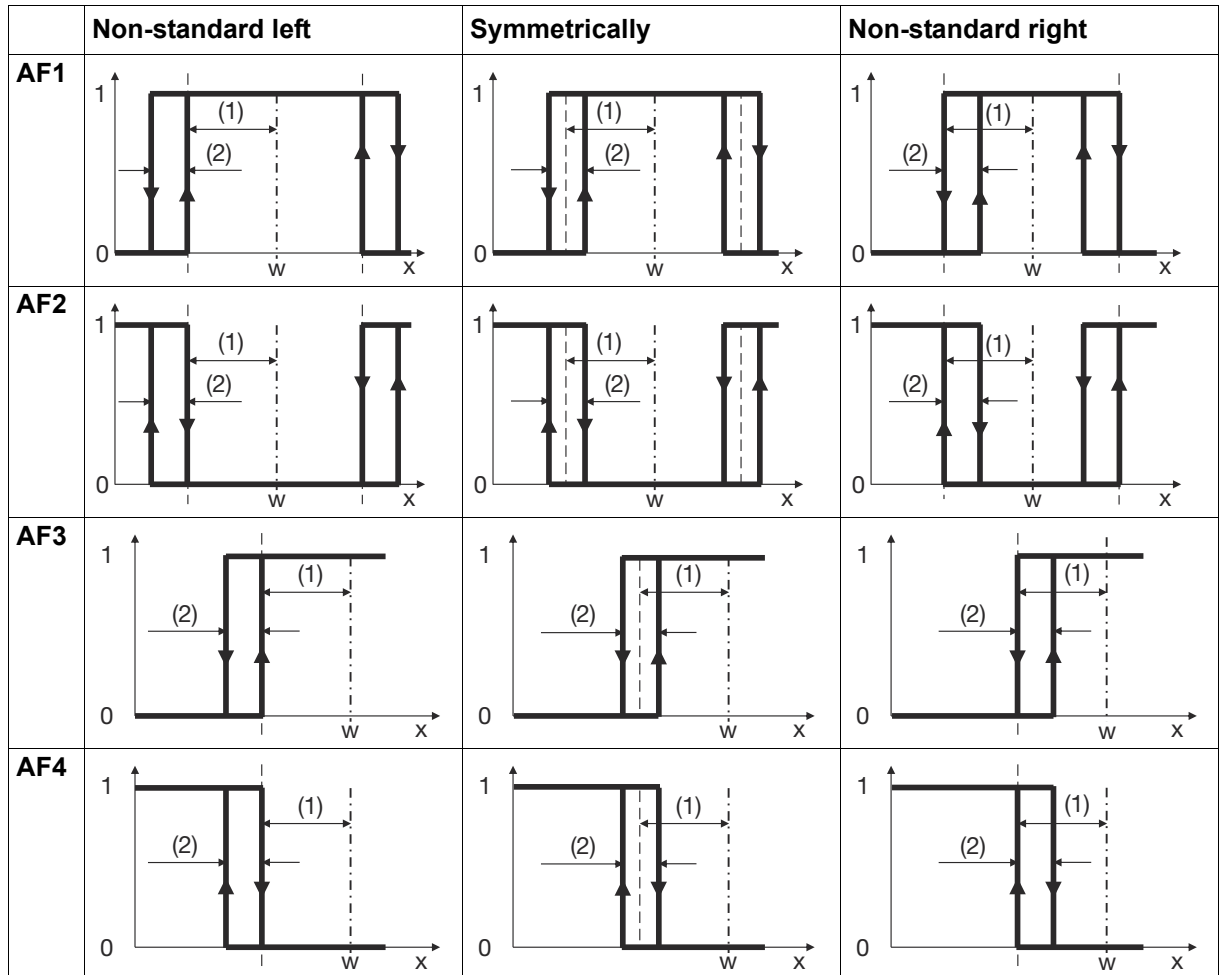 Non-standard left Symmetrically Non-standard right
AF1
1 (1) (2) 0 w x
1 (1) (2) 0 w x
1 (1) (2) 0 w x
AF2
1 (1) (2) 0 w x
1 (1) (2) 0 w x
1 (1) (2) 0 w x
AF3
1 (1) (2) 0 w x
1 (1) (2) 0 w x
1 (1) (2) 0 w x
AF4
1 (1) (2) 0 w x
1 (1) (2) 0 w x
1 (1) (2) 0 w x